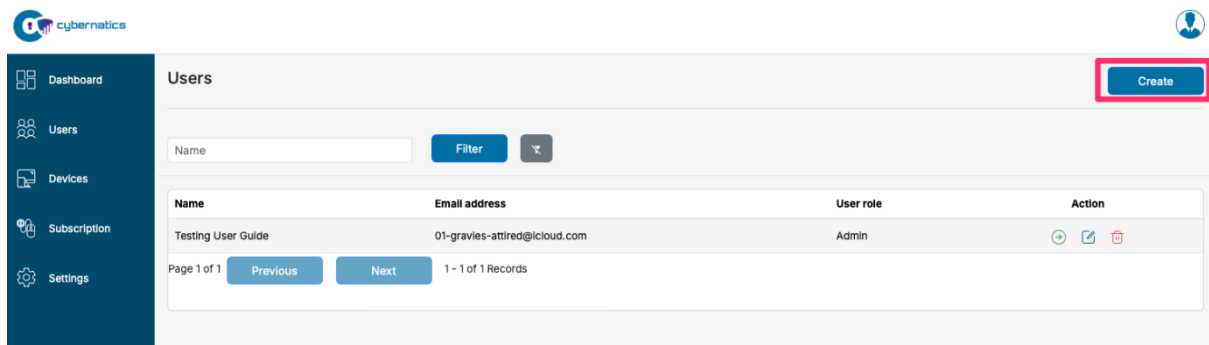 cybernatics
Dashboard
Users
Devices
Subscription
Settings
Users
Create
Name
Filter
Name Email address User role Action
Testing User Guide 01-gravies-attired@icloud.com Admin
Page 1 of 1 Previous Next 1 - 1 of 1 Records